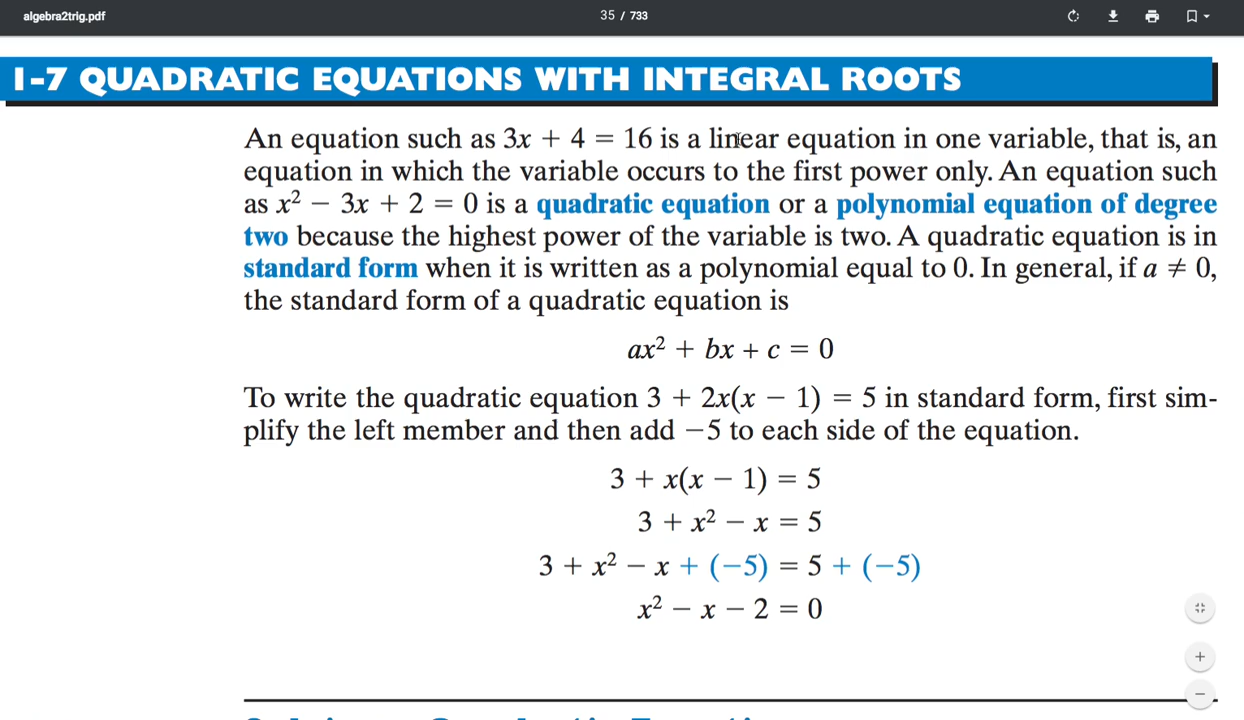 algebra2trig.pdf
35 / 733
1-7 QUADRATIC EQUATIONS WITH INTEGRAL ROOTS
An equation such as 3x + 4 = 16 is a linear equation in one variable, that is, an
equation in which the variable occurs to the first power only. An equation such
as x² − 3x + 2 = 0 is a quadratic equation or a polynomial equation of degree
two because the highest power of the variable is two. A quadratic equation is in
standard form when it is written as a polynomial equal to 0. In general, if a ≠ 0,
the standard form of a quadratic equation is
ax² + bx + c = 0
To write the quadratic equation 3 + 2x(x − 1) = 5 in standard form, first sim-
plify the left member and then add −5 to each side of the equation.
3 + x(x − 1) = 5
3 + x² − x = 5
3 + x² − x + (−5) = 5 + (−5)
x² − x − 2 = 0